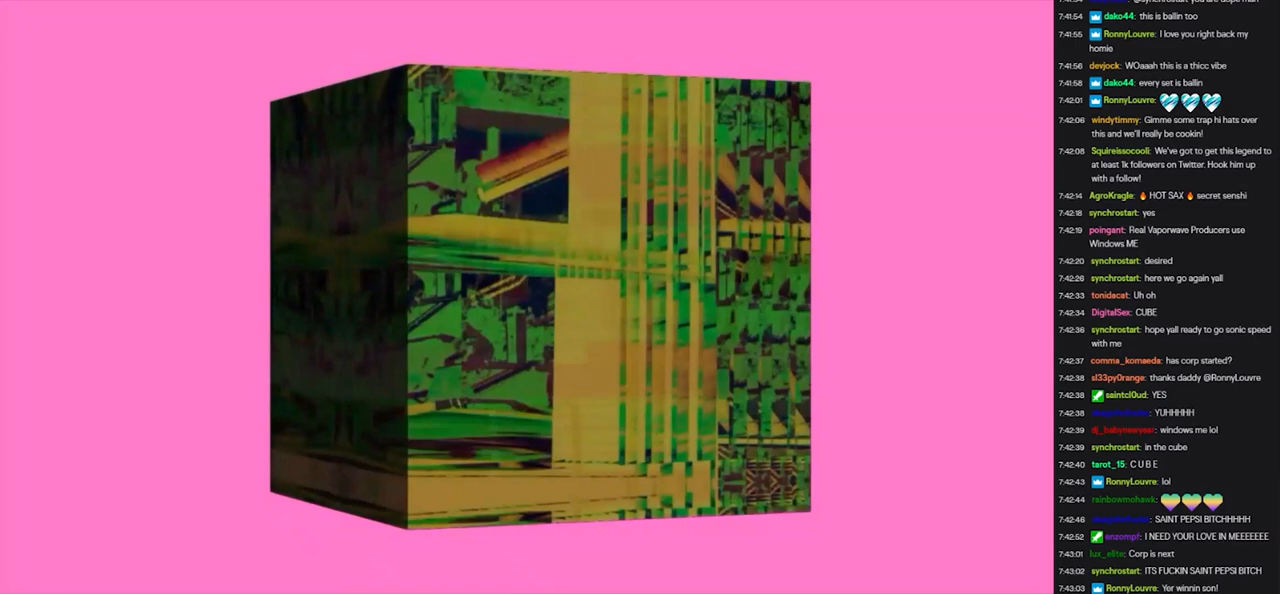 7:41:54 dako44: this is ballin too
7:41:55 RonnyLouvre: I love you right back my
homie
7:41:56 devjock: WOaaah this is a thicc vibe
7:41:58 dako44: every set is ballin
7:42:01 RonnyLouvre:
7:42:06 windytimmy: Gimme some trap hi hats over
this and we'll really be cookin!
7:42:08 Squireissocooli: We've got to get this legend to
at least 1k followers on Twitter. Hook him up
with a follow!
7:42:14 AgroKragle: HOT SAX secret senshi
7:42:18 synchrostart: yes
7:42:19 poingant: Real Vaporwave Producers use
Windows ME
7:42:20 synchrostart: desired
7:42:26 synchrostart: here we go again yall
7:42:33 tonidacat: Uh oh
7:42:34 DigitalSex: CUBE
7:42:36 synchrostart: hope yall ready to go sonic speed
with me
7:42:37 comma_komaeda: has corp started?
7:42:38 sl33py0range: thanks daddy @RonnyLouvre
7:42:38 saintcl0ud: YES
7:42:38 : YUHHHHH
7:42:39 dj_babynewyear: windows me lol
7:42:39 synchrostart: in the cube
7:42:40 tarot_15: C U B E
7:42:43 RonnyLouvre: lol
7:42:44 rainbowmohawk:
7:42:46 : SAINT PEPSI BITCHHHHH
7:42:52 enzompf: I NEED YOUR LOVE IN MEEEEEEE
7:43:01 lux_elite: Corp is next
7:43:02 synchrostart: ITS FUCKIN SAINT PEPSI BITCH
7:43:03 RonnyLouvre: Yer winnin son!